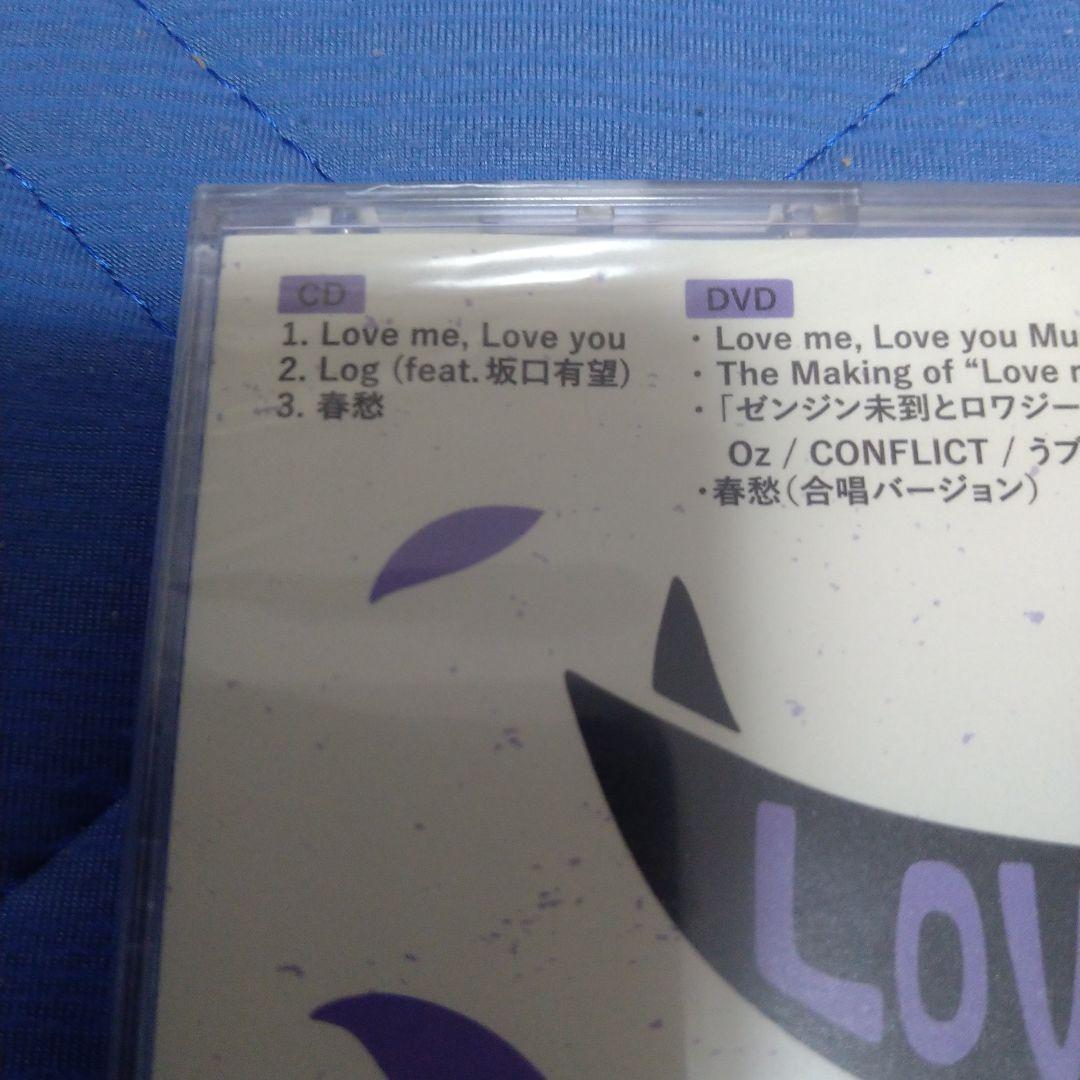 CD
1. Love me, Love you
2. Log (feat. 坂口有望)
3. 春愁
DVD
・Love me, Love you Mu
・The Making of “Love
・「ゼンジン未到とロワジー
Oz / CONFLICT / うブ
・春愁(合唱バージョン)
LOV